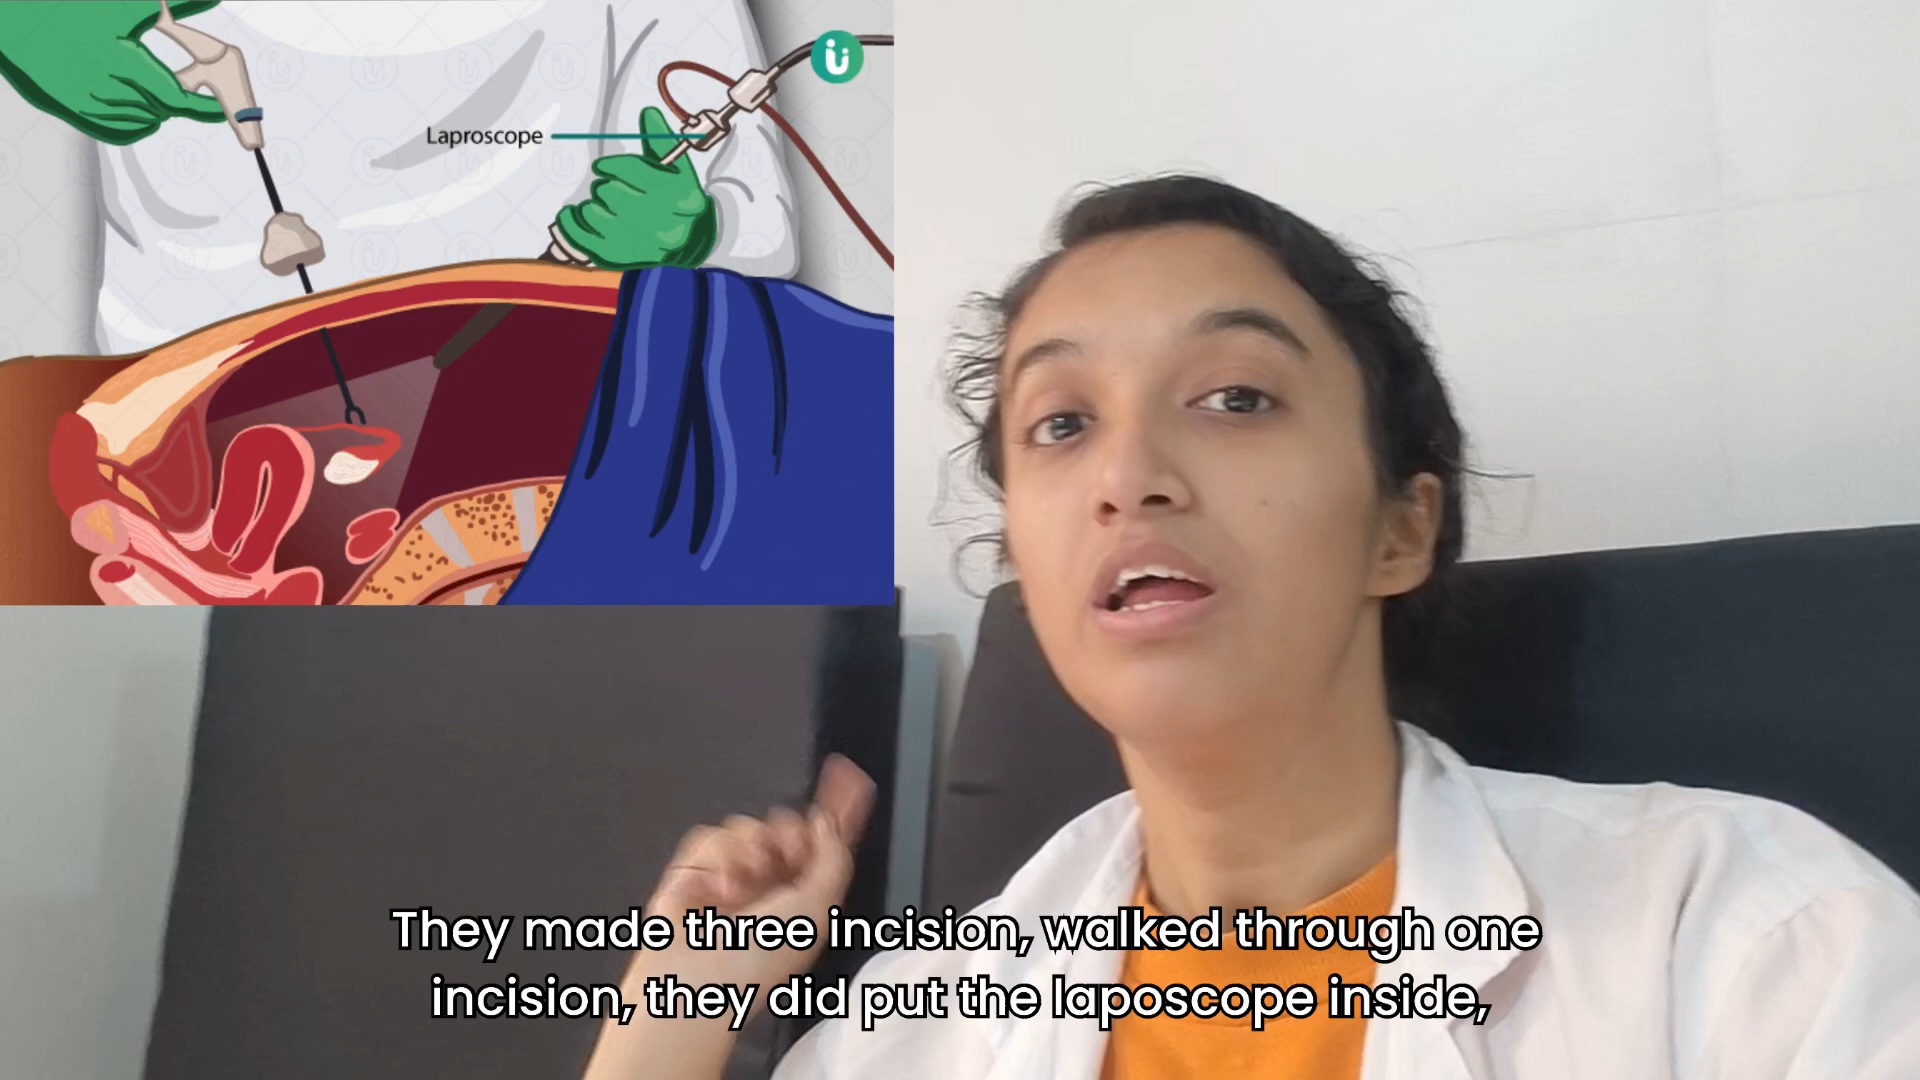 Laproscope
They made three incision, walked through one
incision, they did put the laposcope inside,